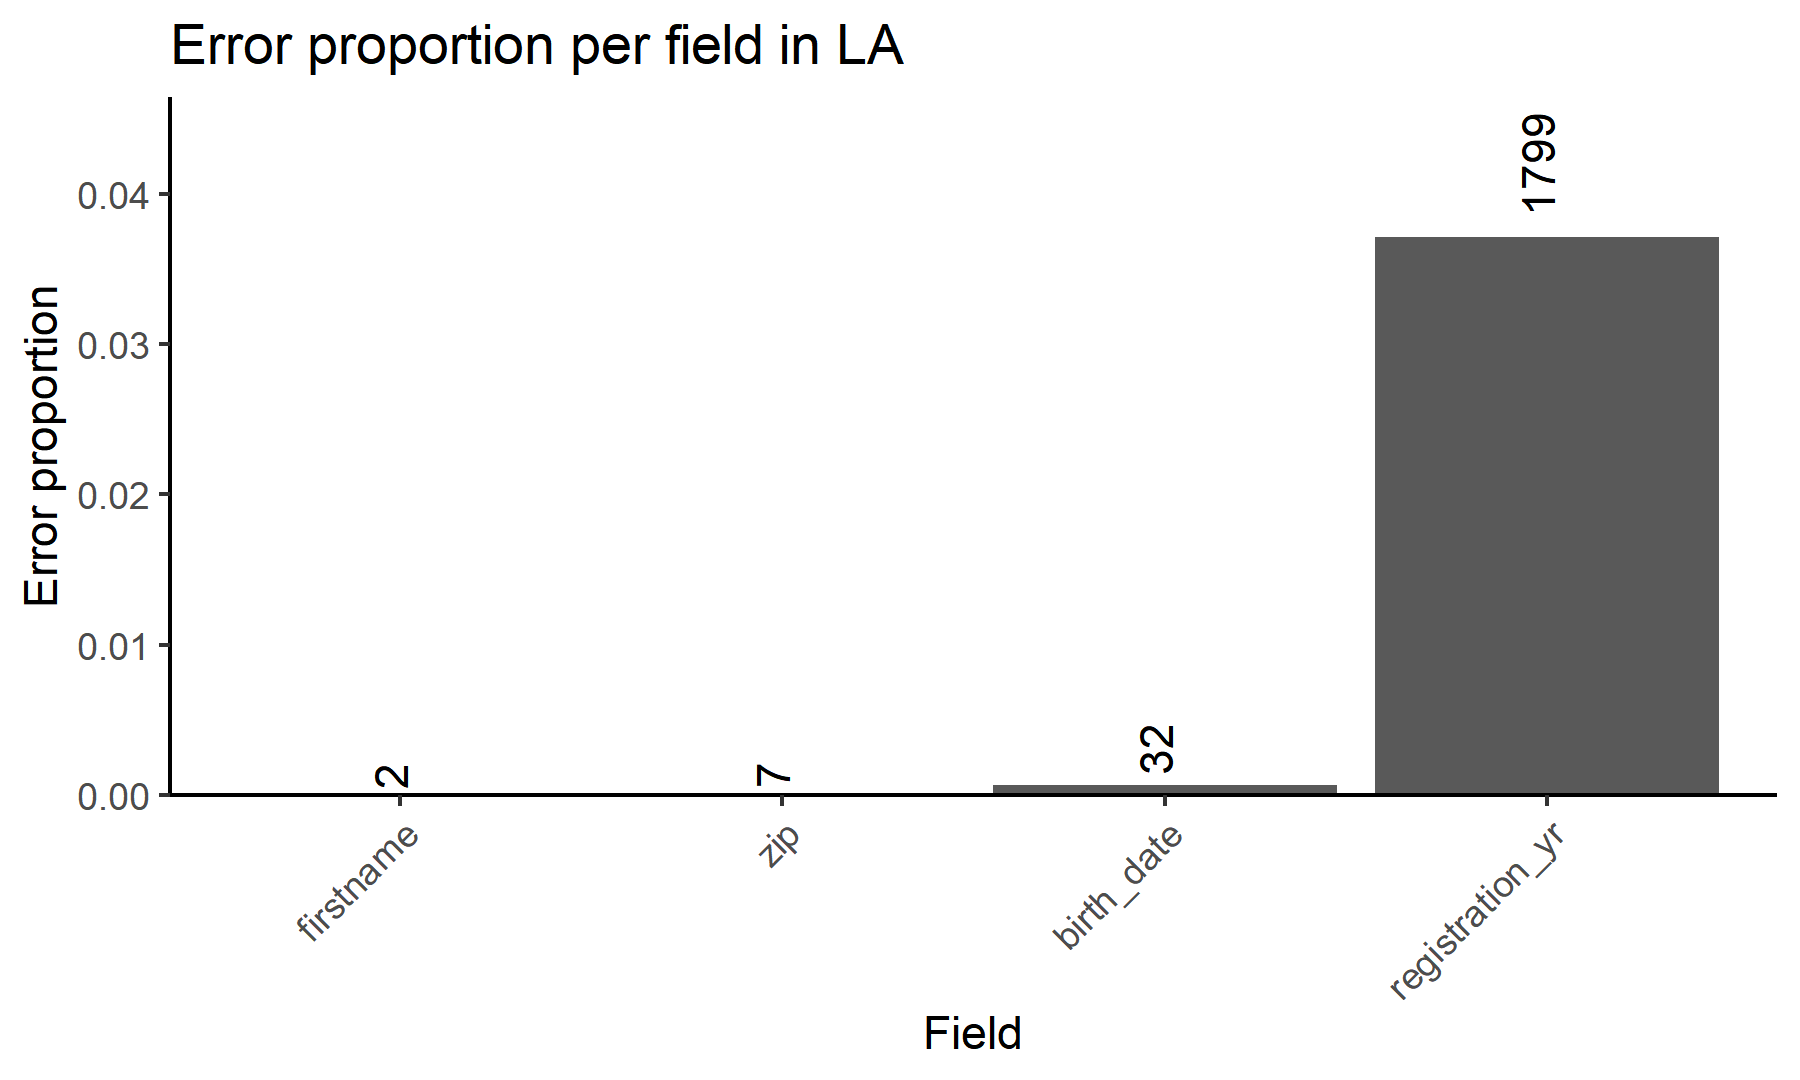 Error proportion per field in LA
Error proportion
0.04
0.03
0.02
0.01
0.00
2
7
32
1799
firstname
zip
birth_date
registration_yr
Field